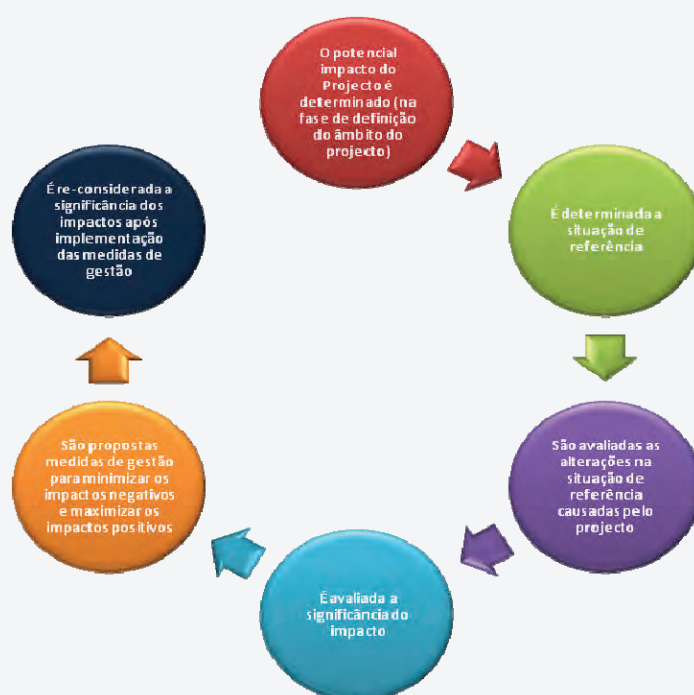 O potencial
impacto do
Projecto é
determinado (na
fase de definição
do âmbito do
projecto)
É determinada a
situação de
referência
São avaliadas as
alterações na
situação de
referência
causadas pelo
projecto
É avaliada a
significância do
impacto
São propostas
medidas de gestão
para minimizar os
impactos negativos
e maximizar os
impactos positivos
É re-considerada a
significância dos
impactos após
implementação
das medidas de
gestão